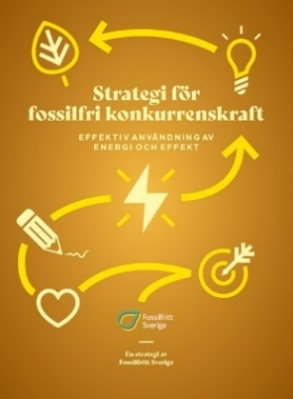 Strategi för
fossilfri konkurrenskraft
EFFEKTIV ANVÄNDNING AV
ENERGI OCH EFFEKT
Fossilfritt
Sverige
En strategi av
Fossilfritt Sverige